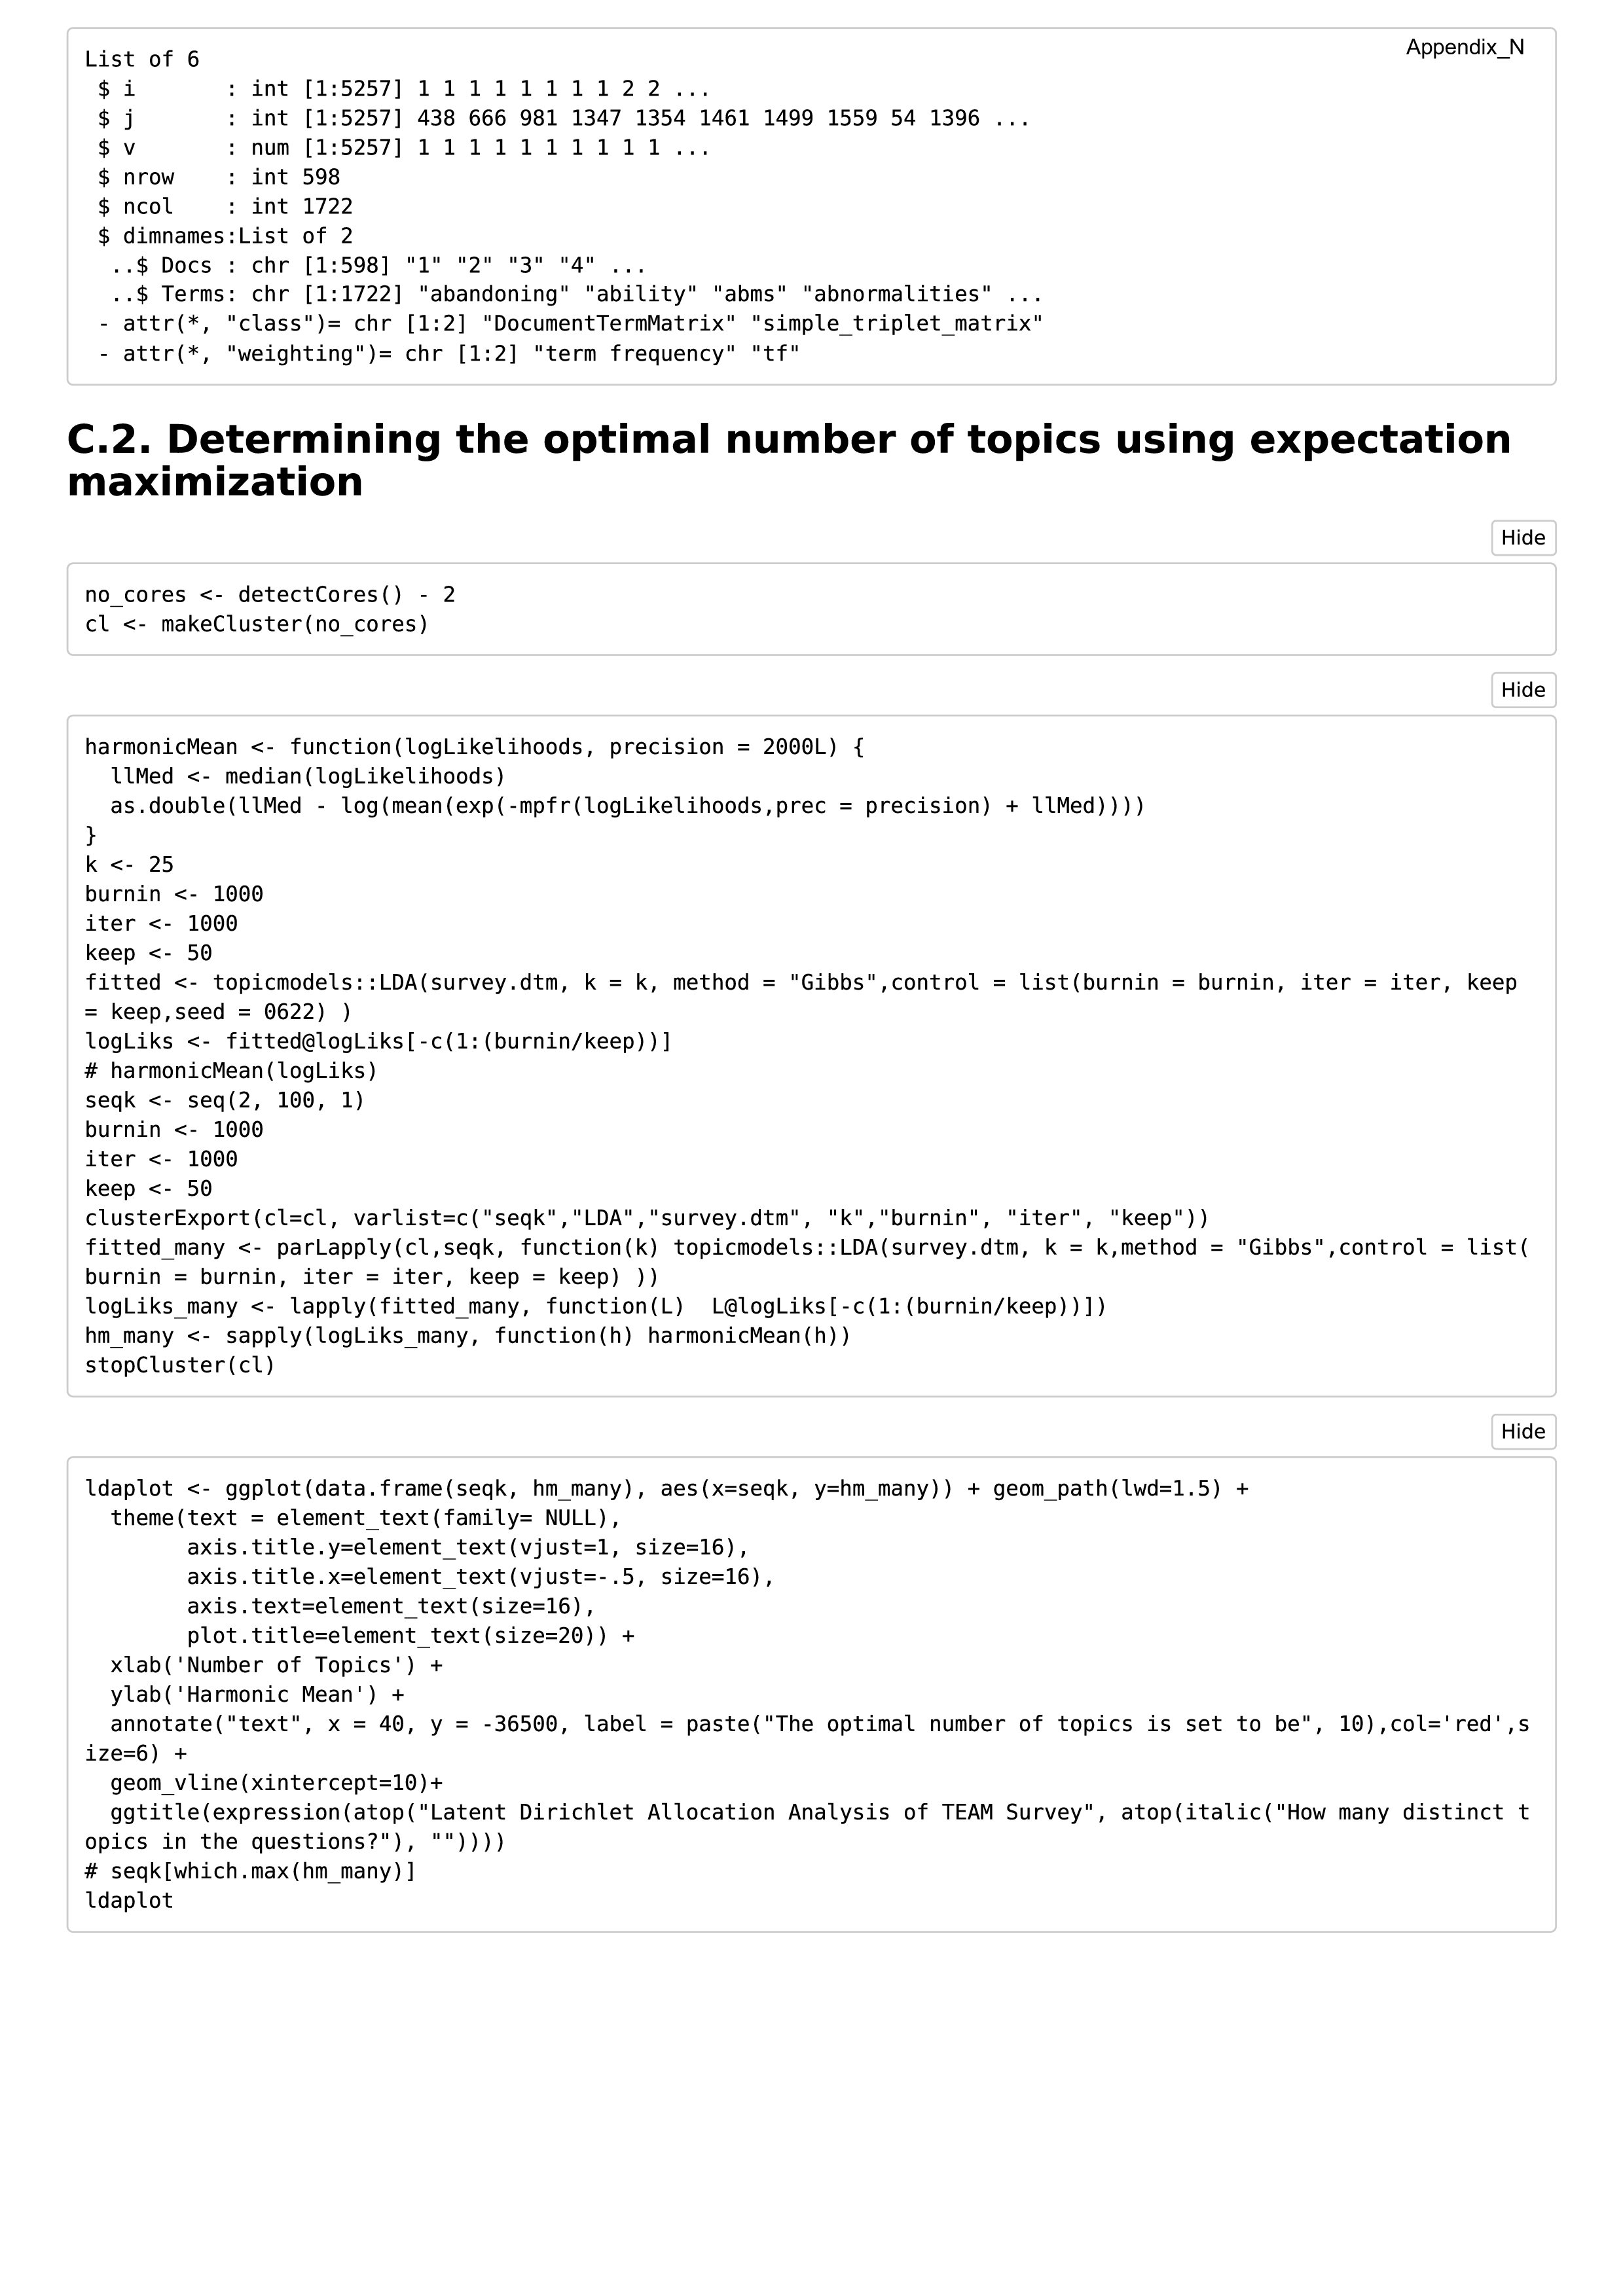 Appendix_N
List of 6
 $ i       : int [1:5257] 1 1 1 1 1 1 1 1 2 2 ...
 $ j       : int [1:5257] 438 666 981 1347 1354 1461 1499 1559 54 1396 ...
 $ v       : num [1:5257] 1 1 1 1 1 1 1 1 1 1 ...
 $ nrow    : int 598
 $ ncol    : int 1722
 $ dimnames:List of 2
  ..$ Docs : chr [1:598] "1" "2" "3" "4" ...
  ..$ Terms: chr [1:1722] "abandoning" "ability" "abms" "abnormalities" ...
 - attr(*, "class")= chr [1:2] "DocumentTermMatrix" "simple_triplet_matrix"
 - attr(*, "weighting")= chr [1:2] "term frequency" "tf"
C.2. Determining the optimal number of topics using expectation
maximization
Hide
no_cores <- detectCores() - 2
cl <- makeCluster(no_cores)
Hide
harmonicMean <- function(logLikelihoods, precision = 2000L) {
  llMed <- median(logLikelihoods)
  as.double(llMed - log(mean(exp(-mpfr(logLikelihoods,prec = precision) + llMed))))
}
k <- 25
burnin <- 1000
iter <- 1000
keep <- 50
fitted <- topicmodels::LDA(survey.dtm, k = k, method = "Gibbs",control = list(burnin = burnin, iter = iter, keep
= keep,seed = 0622) )
logLiks <- fitted@logLiks[-c(1:(burnin/keep))]
# harmonicMean(logLiks)
seqk <- seq(2, 100, 1)
burnin <- 1000
iter <- 1000
keep <- 50
clusterExport(cl=cl, varlist=c("seqk","LDA","survey.dtm", "k","burnin", "iter", "keep"))
fitted_many <- parLapply(cl,seqk, function(k) topicmodels::LDA(survey.dtm, k = k,method = "Gibbs",control = list(
burnin = burnin, iter = iter, keep = keep) ))
logLiks_many <- lapply(fitted_many, function(L)  L@logLiks[-c(1:(burnin/keep))])
hm_many <- sapply(logLiks_many, function(h) harmonicMean(h))
stopCluster(cl)
Hide
ldaplot <- ggplot(data.frame(seqk, hm_many), aes(x=seqk, y=hm_many)) + geom_path(lwd=1.5) +
  theme(text = element_text(family= NULL),
        axis.title.y=element_text(vjust=1, size=16),
        axis.title.x=element_text(vjust=-.5, size=16),
        axis.text=element_text(size=16),
        plot.title=element_text(size=20)) +
  xlab('Number of Topics') +
  ylab('Harmonic Mean') +
  annotate("text", x = 40, y = -36500, label = paste("The optimal number of topics is set to be", 10),col='red',s
ize=6) +
  geom_vline(xintercept=10)+
  ggtitle(expression(atop("Latent Dirichlet Allocation Analysis of TEAM Survey", atop(italic("How many distinct t
opics in the questions?"), ""))))
# seqk[which.max(hm_many)]
ldaplot